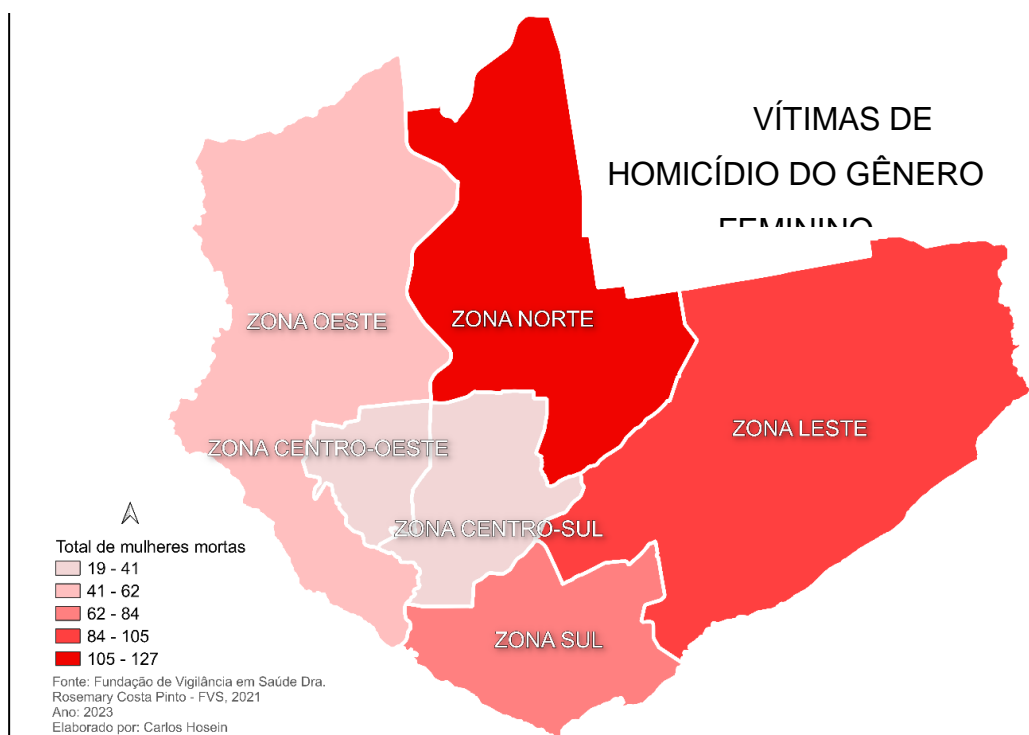 VÍTIMAS DE
HOMICÍDIO DO GÊNERO
FEMININO
ZONA OESTE
ZONA NORTE
ZONA LESTE
ZONA CENTRO-OESTE
ZONA CENTRO-SUL
ZONA SUL
Total de mulheres mortas
19 - 41
41 - 62
62 - 84
84 - 105
105 - 127
Fonte: Fundação de Vigilância em Saúde Dra.
Rosemary Costa Pinto - FVS, 2021
Ano: 2023
Elaborado por: Carlos Hosein